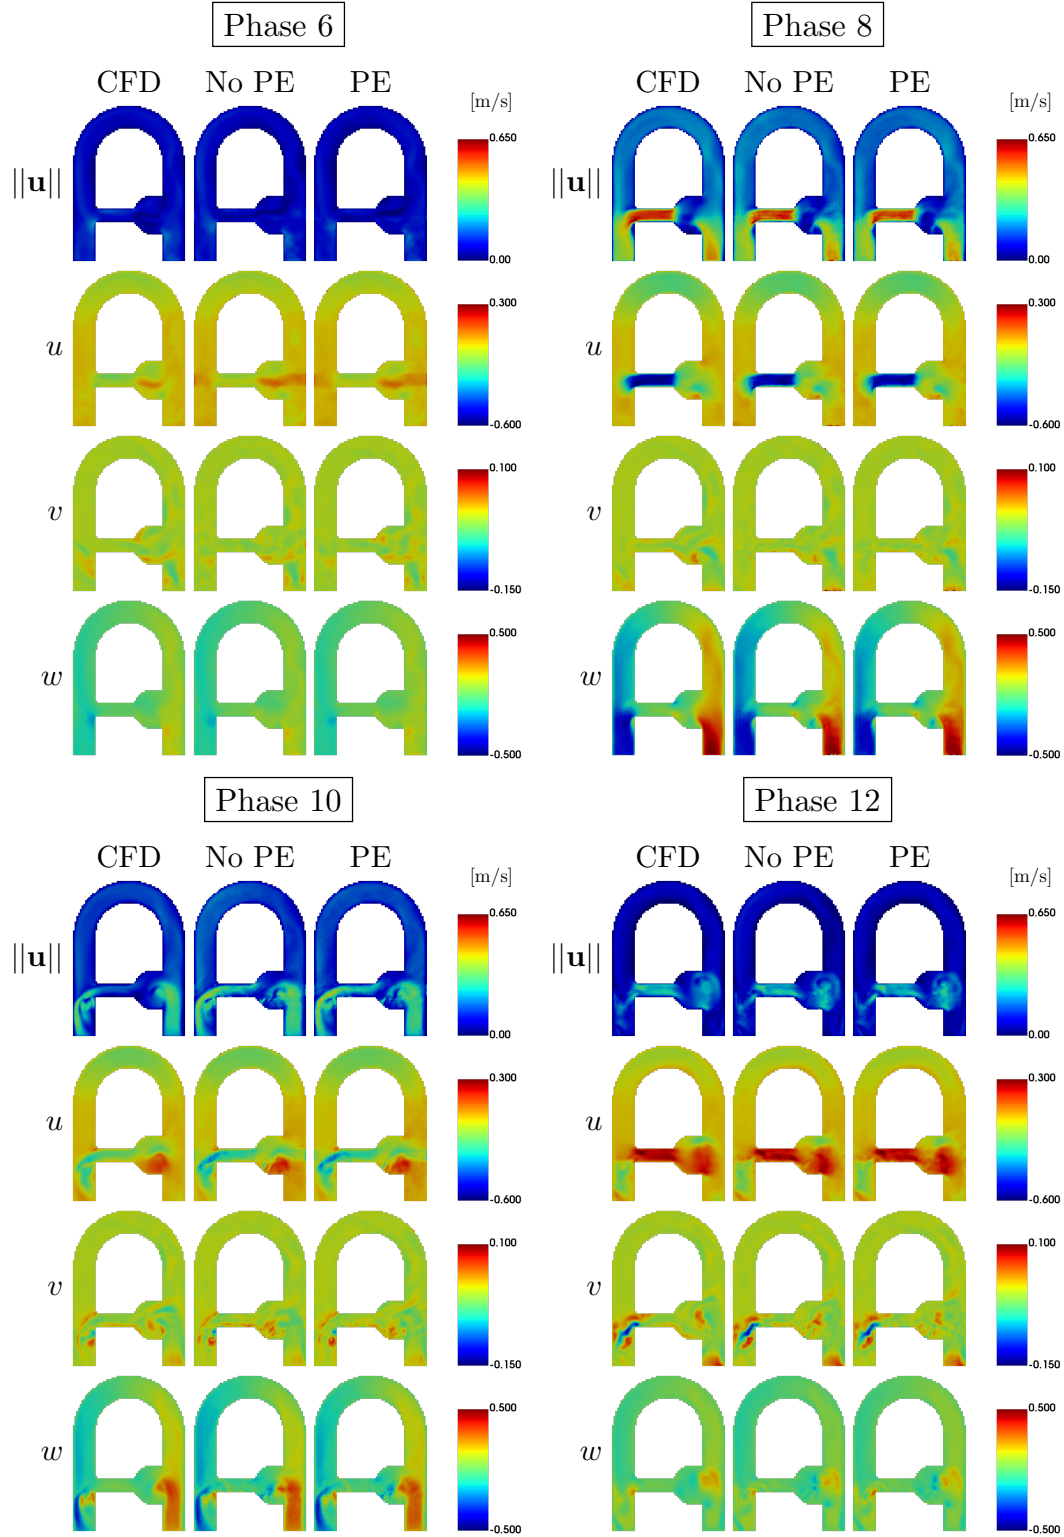 Phase 6
CFD No PE PE
[m/s]
||u||
0.650
0.00
u
0.300
-0.600
v
0.100
-0.150
w
0.500
-0.500
Phase 8
CFD No PE PE
[m/s]
||u||
0.650
0.00
u
0.300
-0.600
v
0.100
-0.150
w
0.500
-0.500
Phase 10
CFD No PE PE
[m/s]
||u||
0.650
0.00
u
0.300
-0.600
v
0.100
-0.150
w
0.500
-0.500
Phase 12
CFD No PE PE
[m/s]
||u||
0.650
0.00
u
0.300
-0.600
v
0.100
-0.150
w
0.500
-0.500